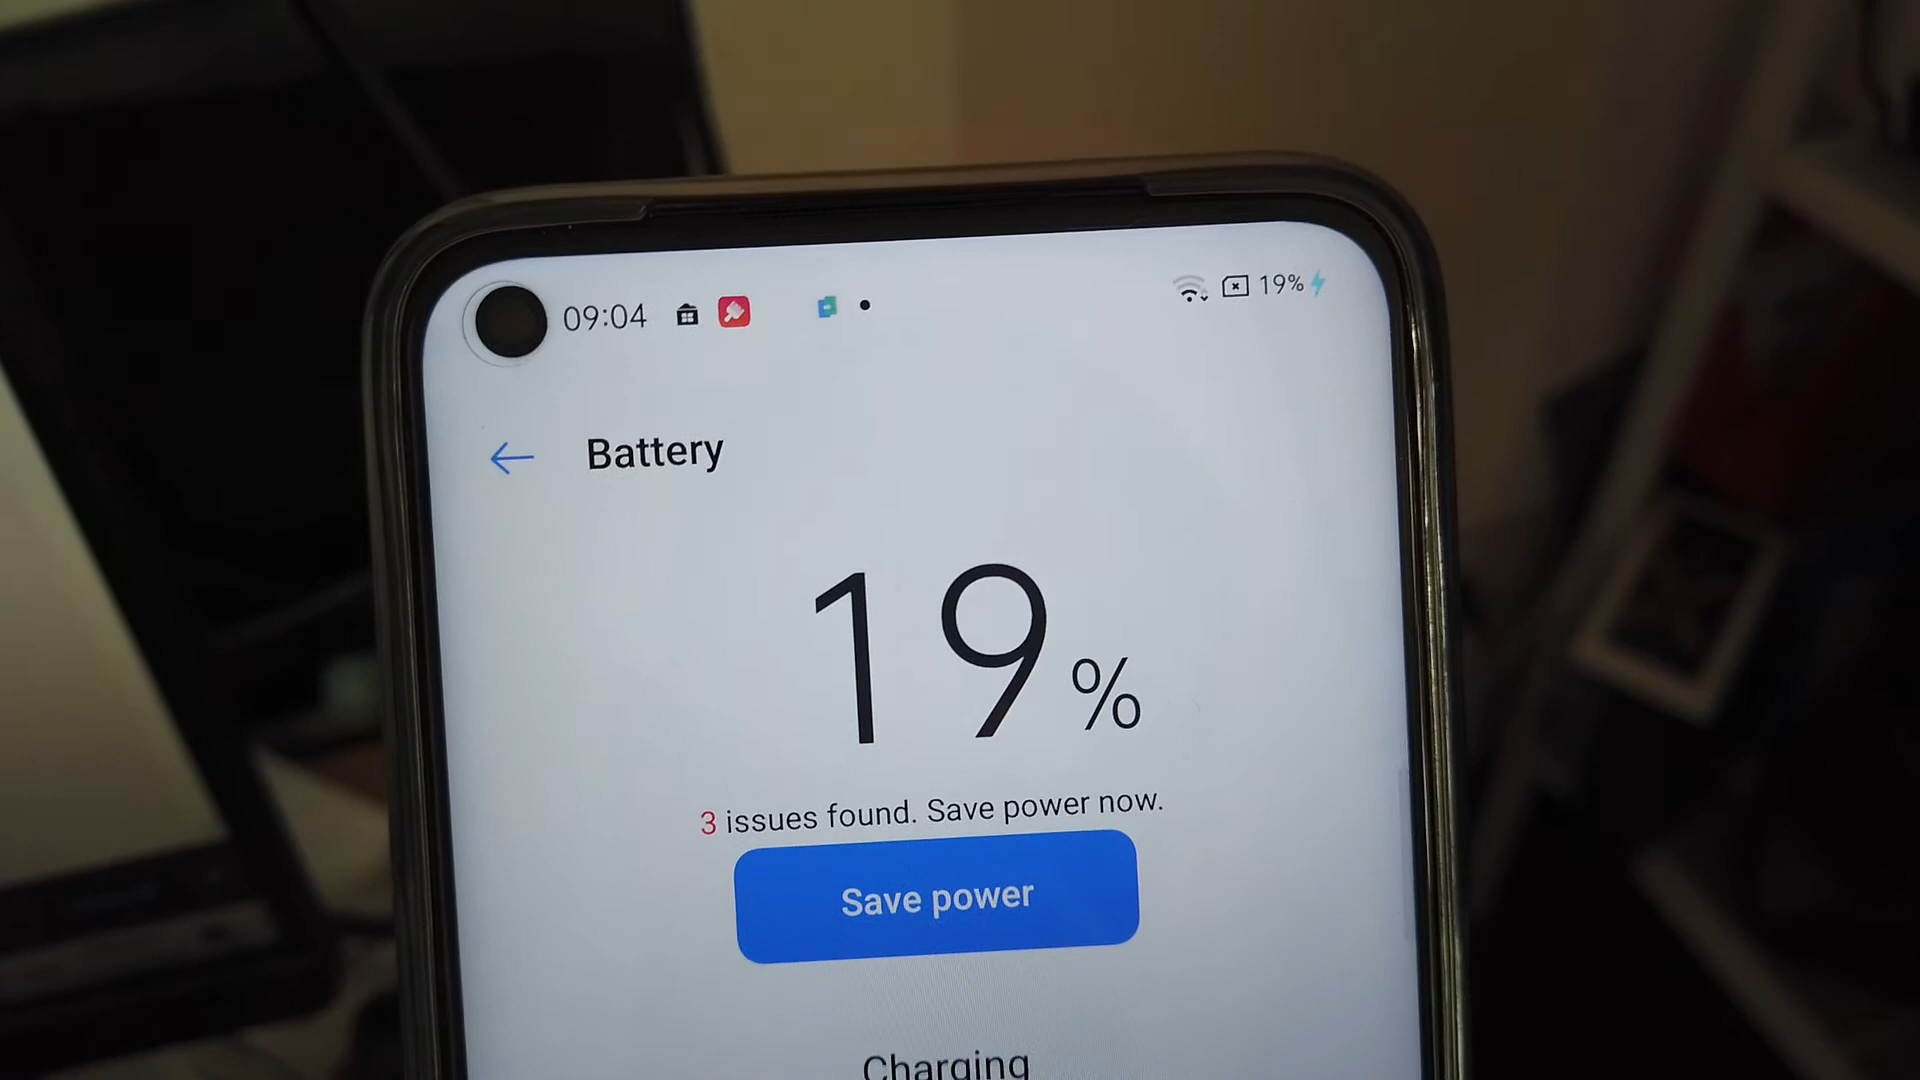 09:04 19%
Battery
19%
3 issues found. Save power now.
Save power
Charging